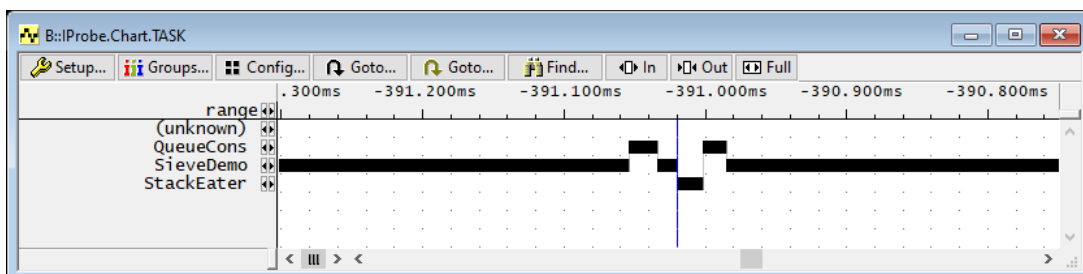 B::IProbe.Chart.TASK
Setup... Groups... Config... Goto... Goto... Find... In Out Full
.300ms -391.200ms -391.100ms -391.000ms -390.900ms -390.800ms
range
(unknown)
QueueCons
SieveDemo
StackEater